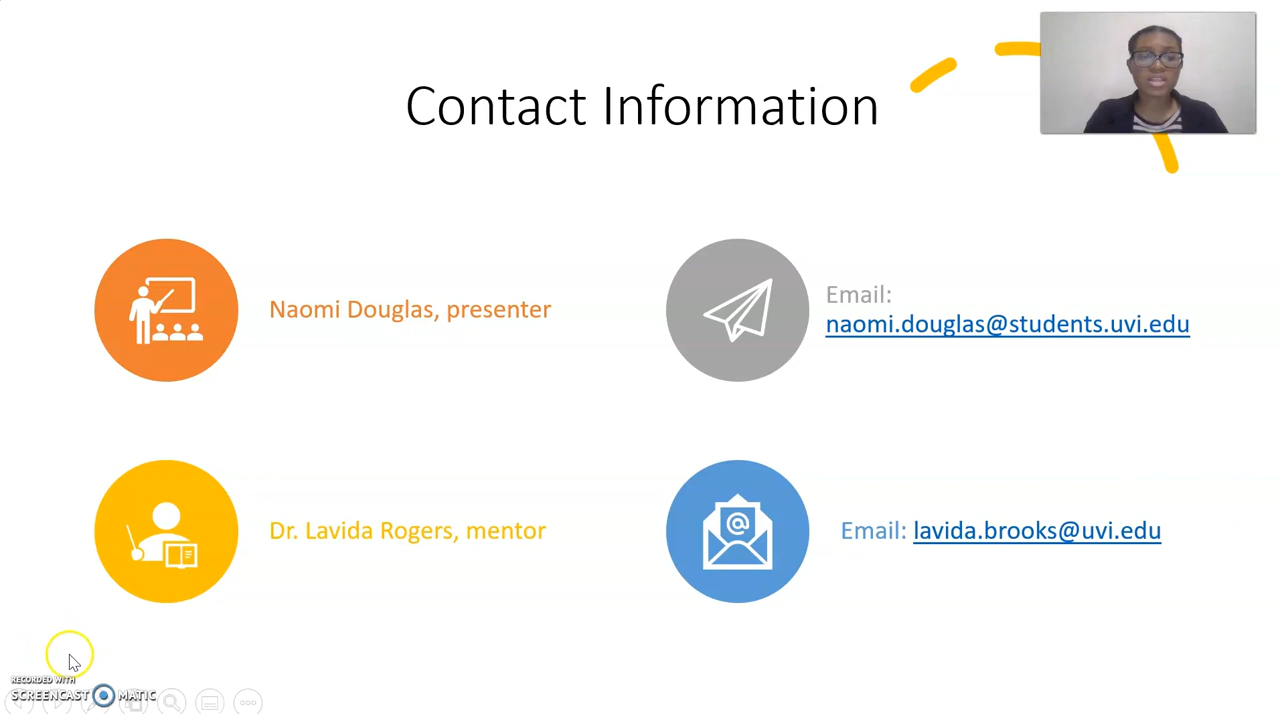 Contact Information
Naomi Douglas, presenter
Email:
naomi.douglas@students.uvi.edu
Dr. Lavida Rogers, mentor
Email: lavida.brooks@uvi.edu
RECORDED WITH
SCREENCAST MATIC